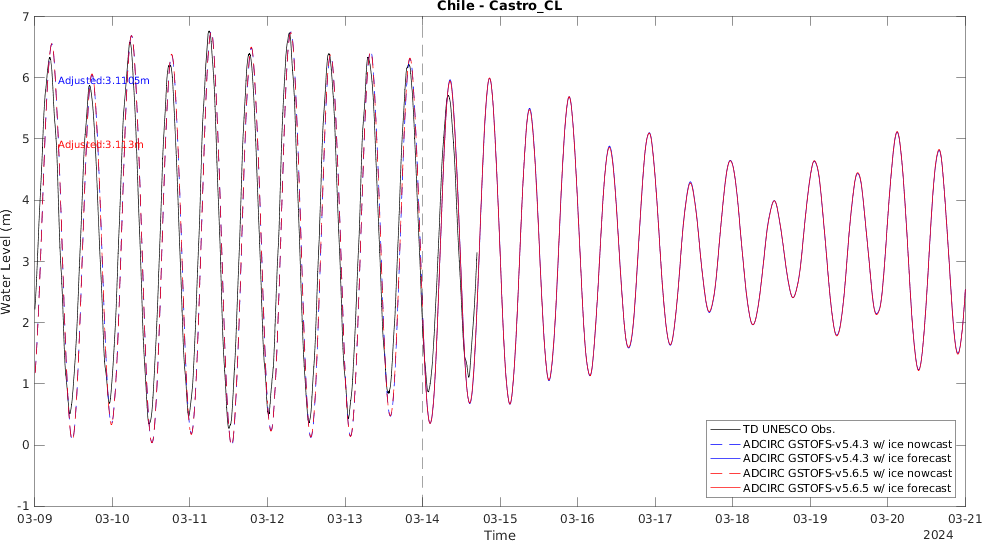 Chile - Castro_CL
7
6
5
4
3
2
1
0
-1
Water Level (m)
Adjusted:3.1105m
Adjusted:3.113m
TD UNESCO Obs.
ADCIRC GSTOFS-v5.4.3 w/ ice nowcast
ADCIRC GSTOFS-v5.4.3 w/ ice forecast
ADCIRC GSTOFS-v5.6.5 w/ ice nowcast
ADCIRC GSTOFS-v5.6.5 w/ ice forecast
03-09 03-10 03-11 03-12 03-13 03-14 03-15 03-16 03-17 03-18 03-19 03-20 03-21
Time
2024